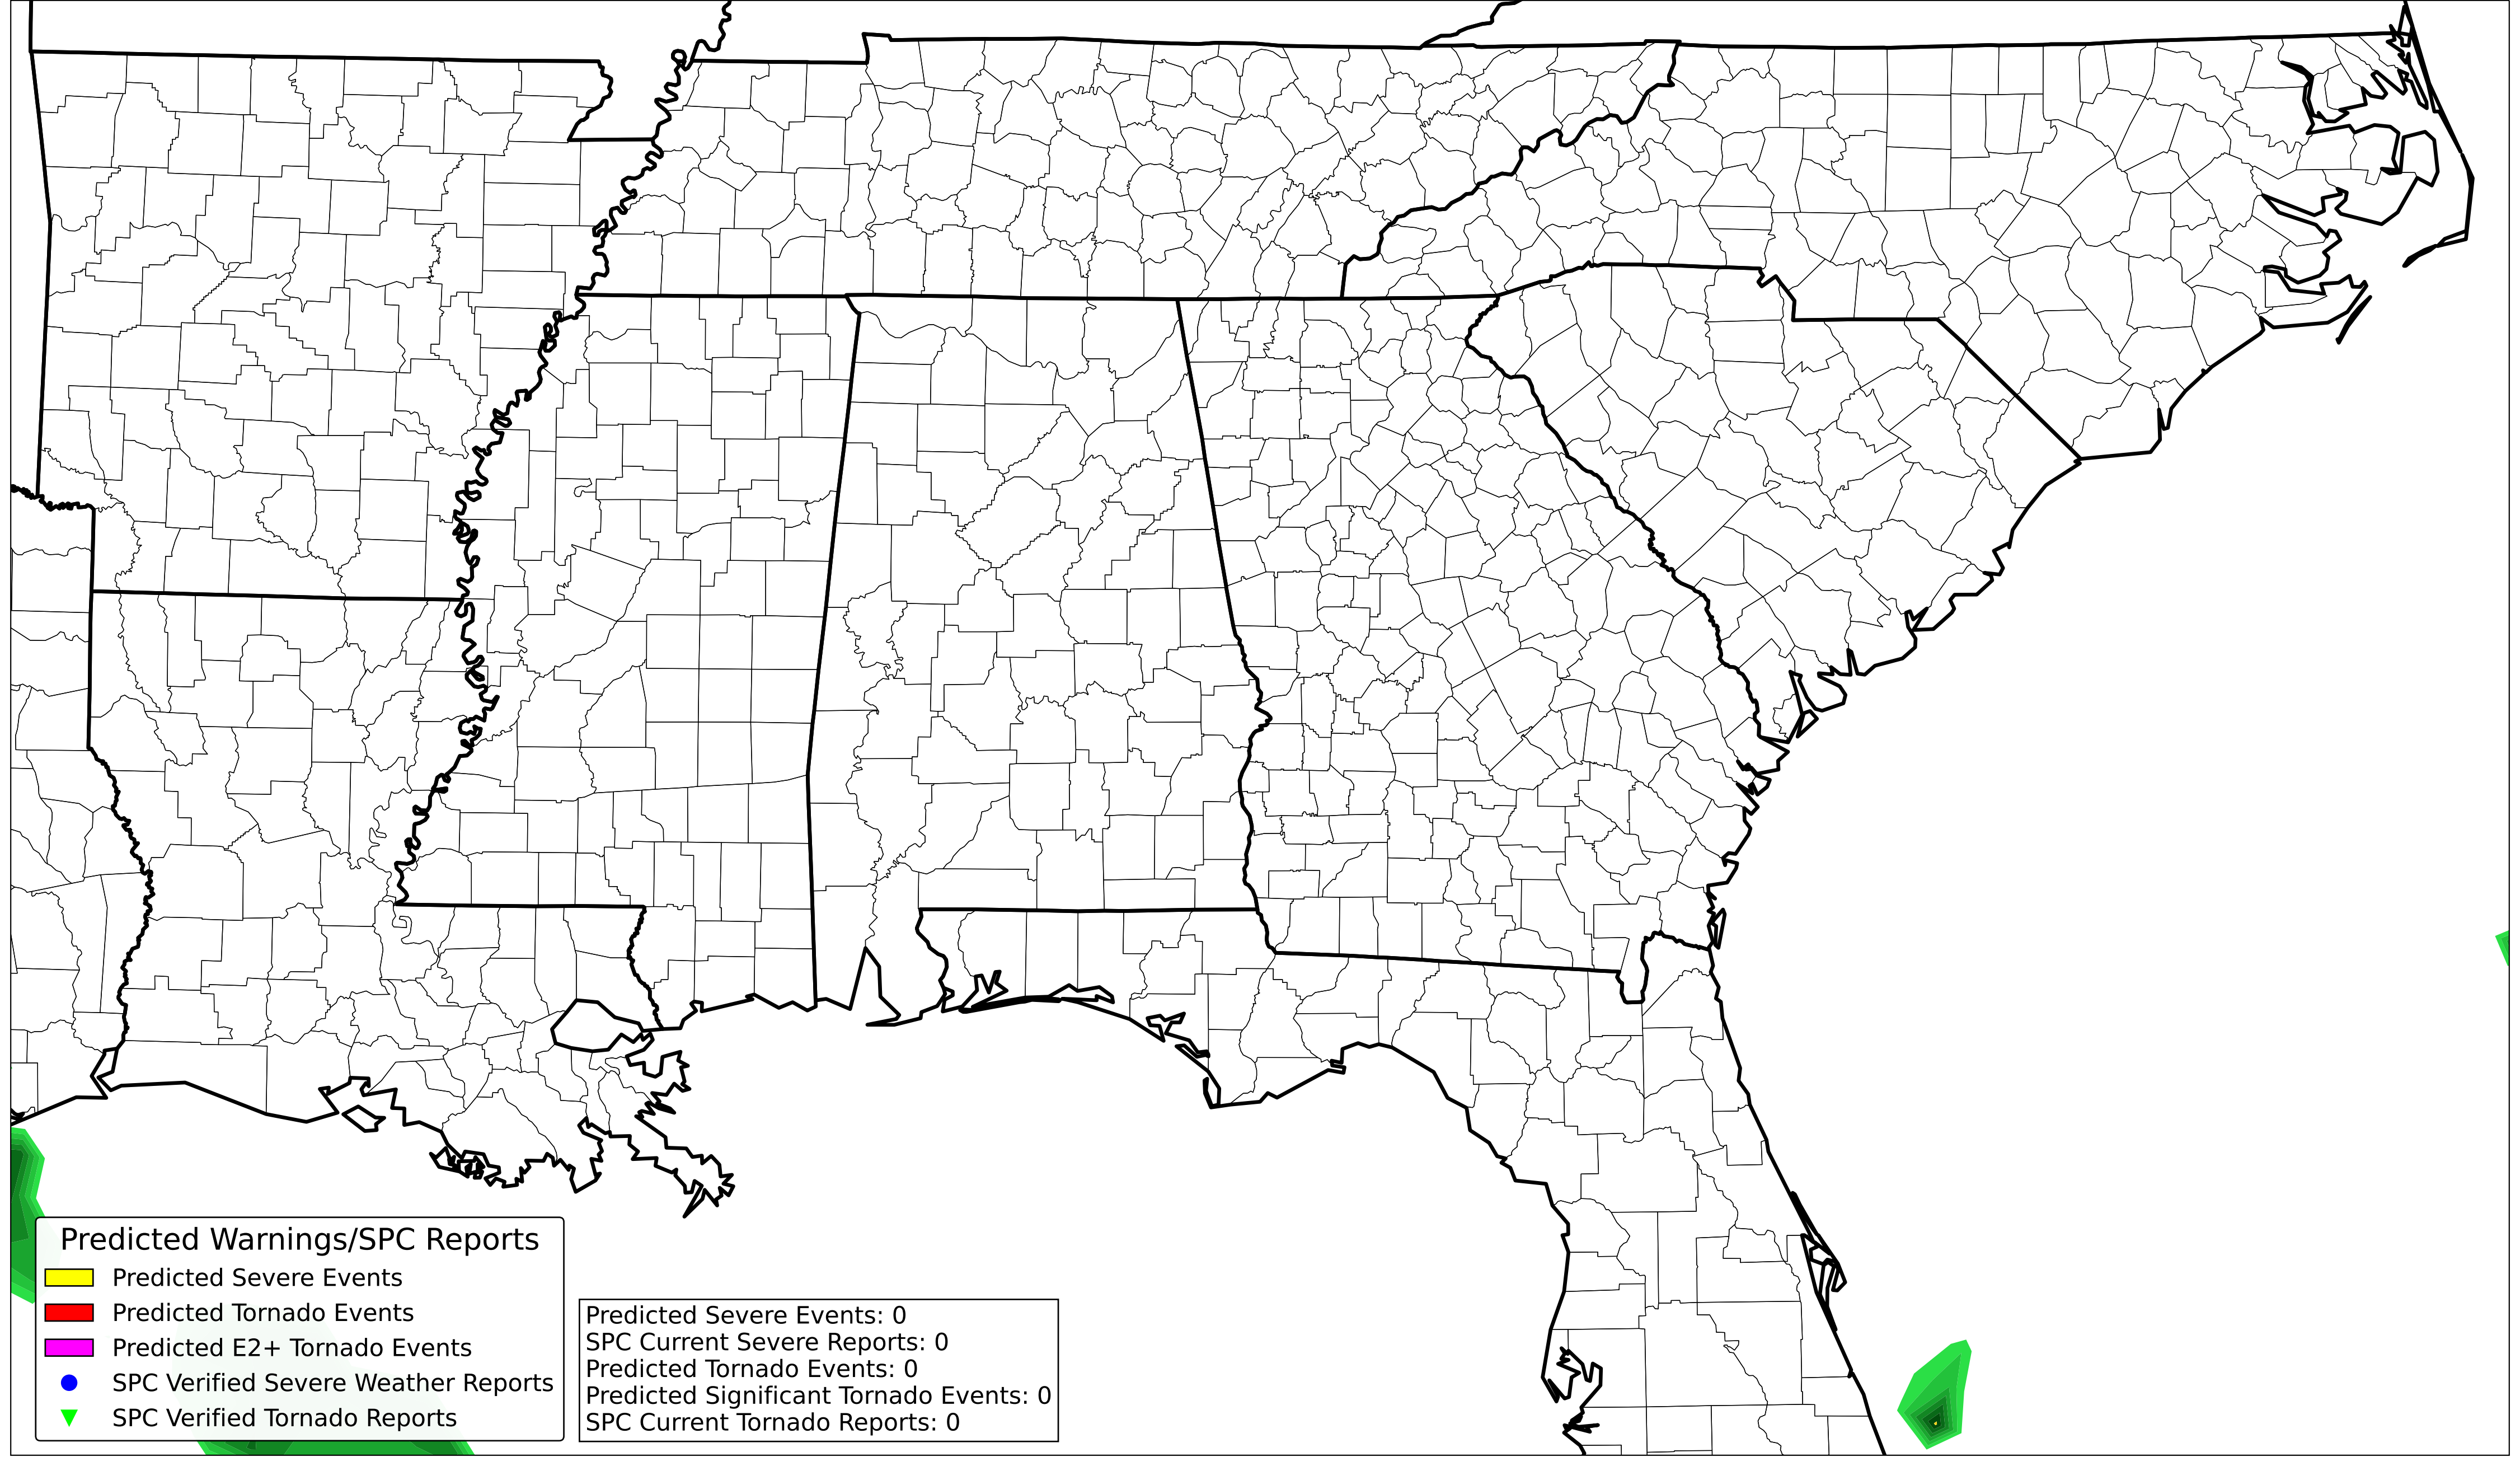 Predicted Warnings/SPC Reports
Predicted Severe Events
Predicted Tornado Events
Predicted E2+ Tornado Events
SPC Verified Severe Weather Reports
SPC Verified Tornado Reports
Predicted Severe Events: 0
SPC Current Severe Reports: 0
Predicted Tornado Events: 0
Predicted Significant Tornado Events: 0
SPC Current Tornado Reports: 0